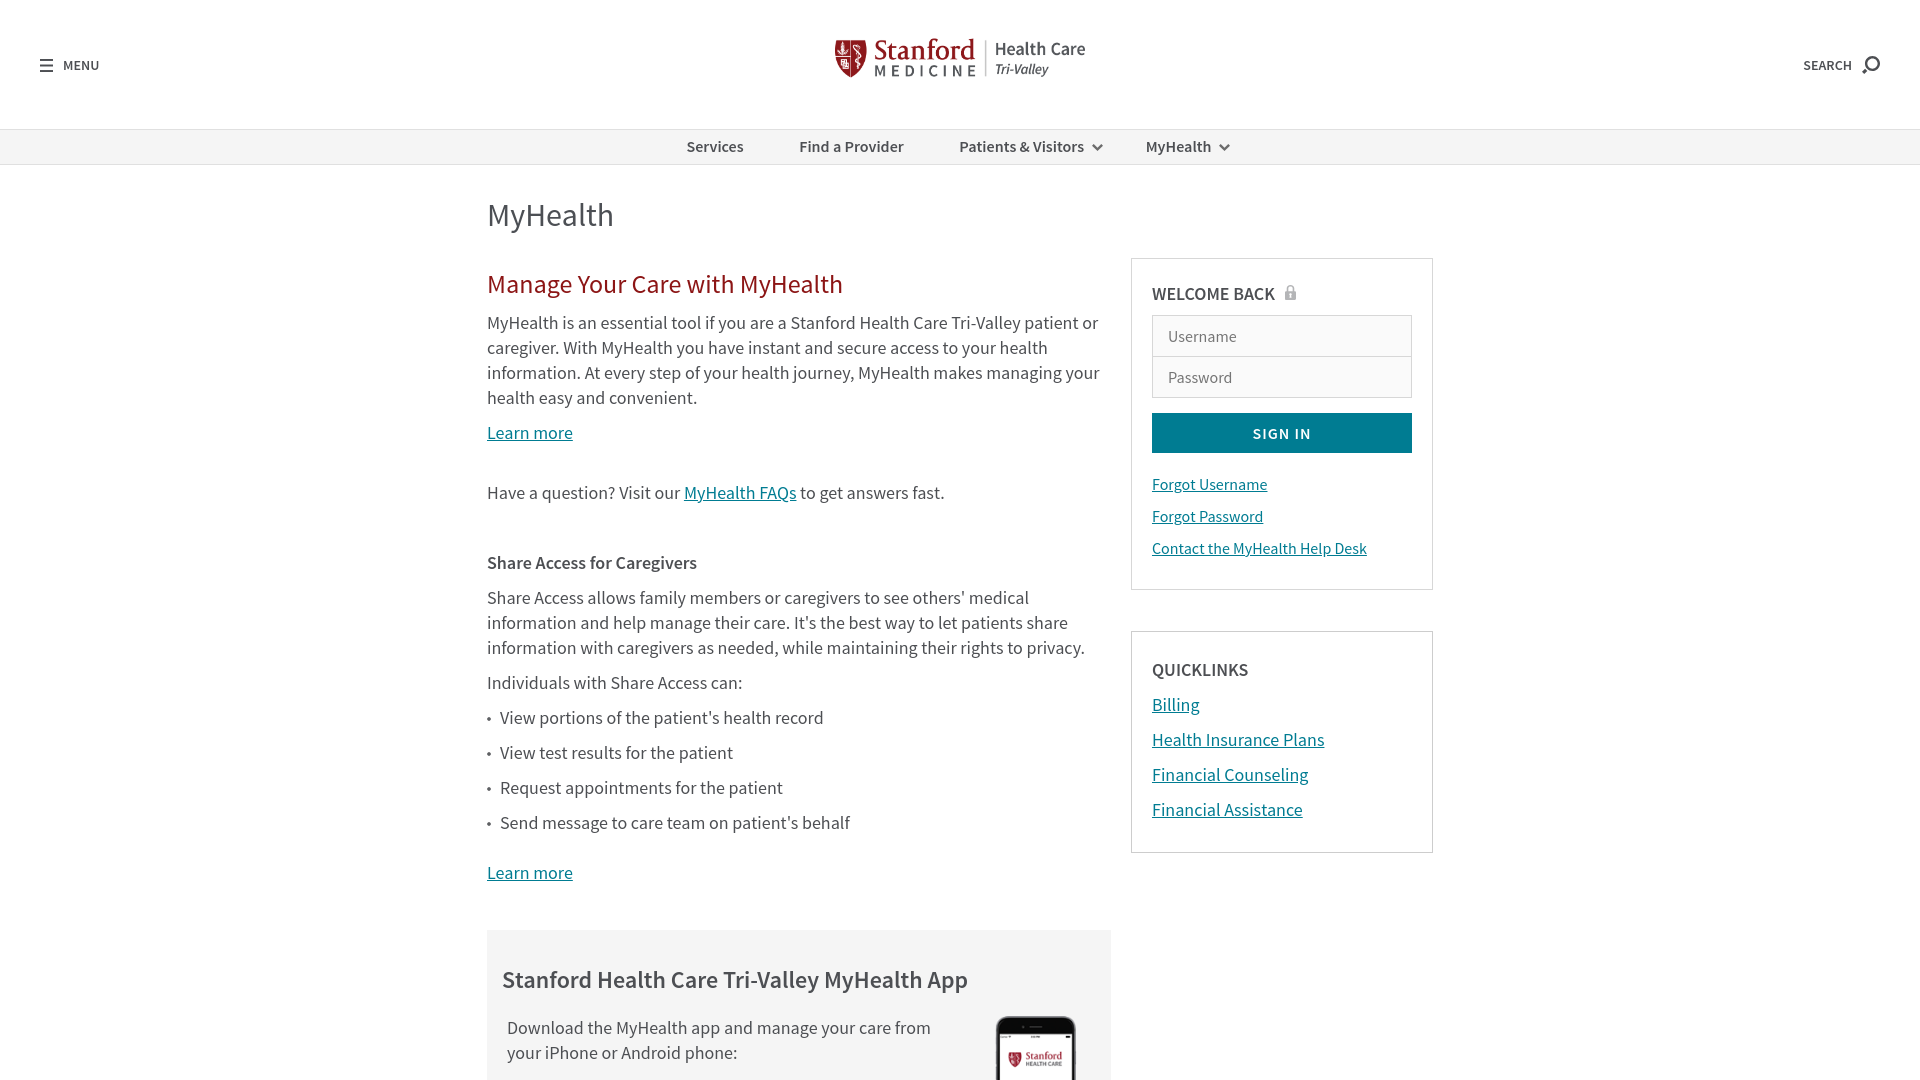 MENU
Stanford
MEDICINE
Health Care
Tri-Valley
SEARCH
Services
Find a Provider
Patients & Visitors
MyHealth
MyHealth
Manage Your Care with MyHealth
MyHealth is an essential tool if you are a Stanford Health Care Tri-Valley patient or
caregiver. With MyHealth you have instant and secure access to your health
information. At every step of your health journey, MyHealth makes managing your
health easy and convenient.
Learn more
Have a question? Visit our MyHealth FAQs to get answers fast.
Share Access for Caregivers
Share Access allows family members or caregivers to see others' medical
information and help manage their care. It's the best way to let patients share
information with caregivers as needed, while maintaining their rights to privacy.
Individuals with Share Access can:
• View portions of the patient's health record
• View test results for the patient
• Request appointments for the patient
• Send message to care team on patient's behalf
Learn more
Stanford Health Care Tri-Valley MyHealth App
Download the MyHealth app and manage your care from
your iPhone or Android phone:
Stanford
HEALTH CARE
WELCOME BACK
Username
Password
SIGN IN
Forgot Username
Forgot Password
Contact the MyHealth Help Desk
QUICKLINKS
Billing
Health Insurance Plans
Financial Counseling
Financial Assistance